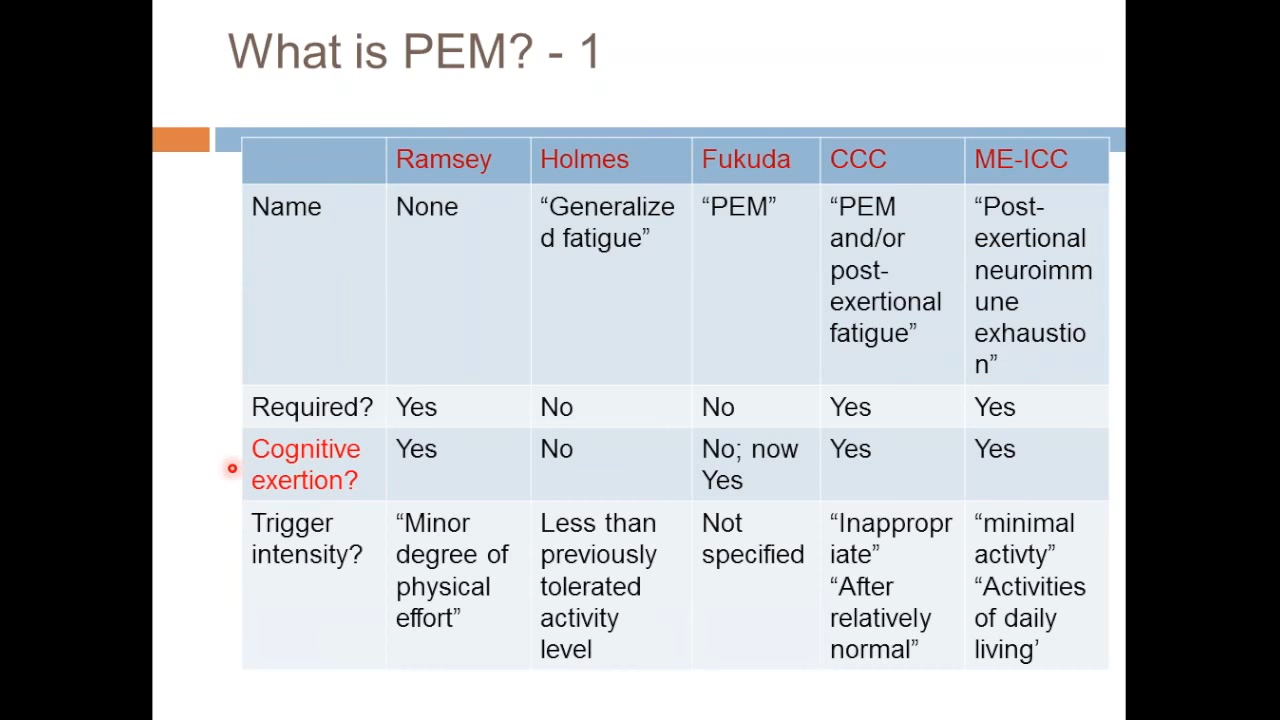 What is PEM? - 1
Ramsey
Holmes
Fukuda
CCC
ME-ICC
Name
None
“Generalize
d fatigue”
“PEM”
“PEM
and/or
post-
exertional
fatigue”
“Post-
exertional
neuroimm
une
exhaustio
n”
Required?
Yes
No
No
Yes
Yes
Cognitive
exertion?
Yes
No
No; now
Yes
Yes
Yes
Trigger
intensity?
“Minor
degree of
physical
effort”
Less than
previously
tolerated
activity
level
Not
specified
“Inappropr
iate”
“After
relatively
normal”
“minimal
activty”
“Activities
of daily
living’